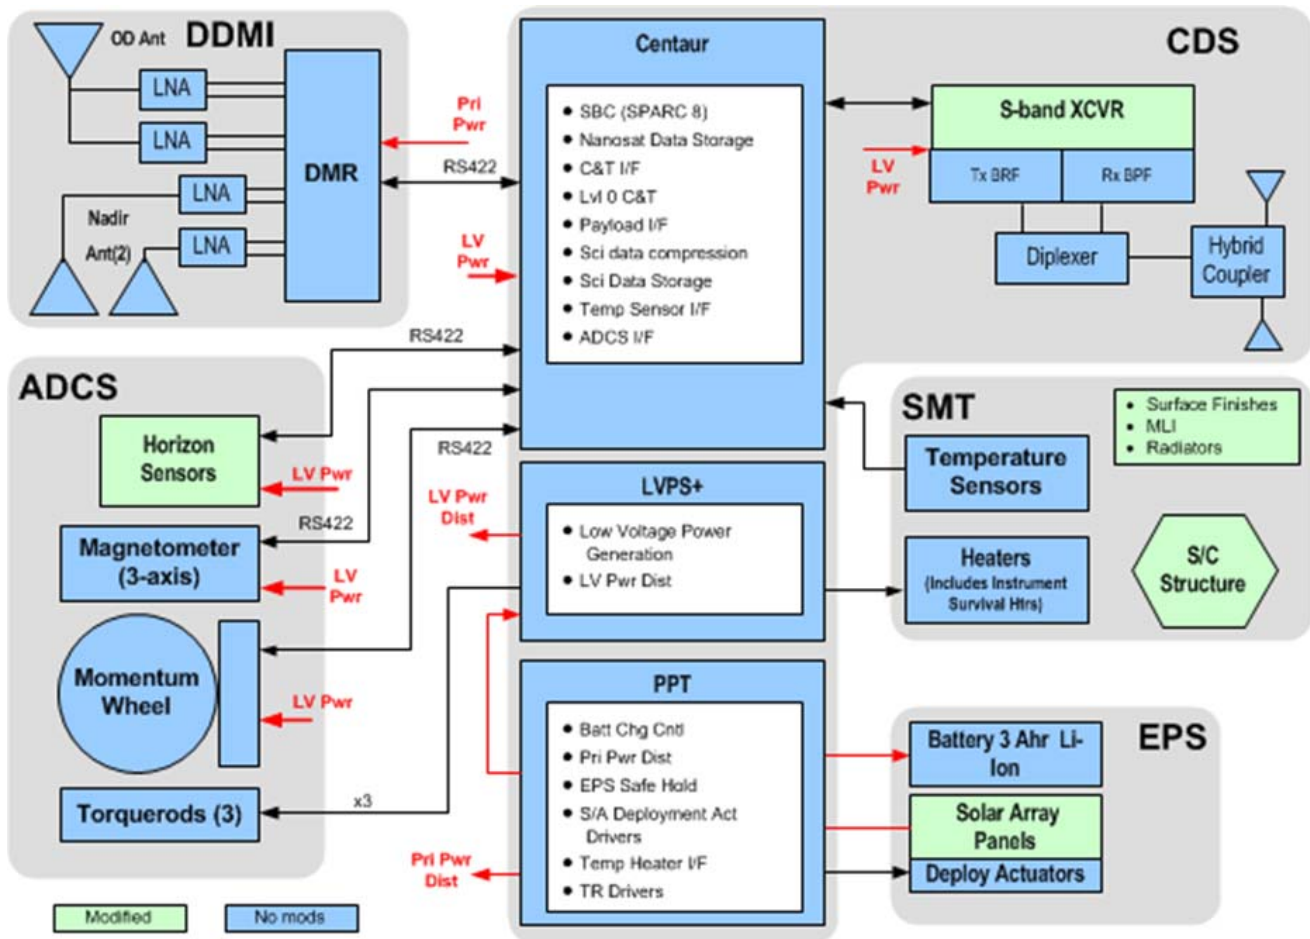 DDMI
OD Ant
LNA
LNA
LNA
LNA
Nadir
Ant(2)
DMR
Pri
Pwr
RS422
LV
Pwr
Centaur
• SBC (SPARC 8)
• Nanosat Data Storage
• C&T I/F
• Lvl 0 C&T
• Payload I/F
• Sci data compression
• Sci Data Storage
• Temp Sensor I/F
• ADCS I/F
CDS
S-band XCVR
LV
Pwr
Tx BRF
Rx BPF
Diplexer
Hybrid
Coupler
ADCS
RS422
Horizon
Sensors
LV Pwr
RS422
RS422
Magnetometer
(3-axis)
LV
Pwr
Momentum
Wheel
LV Pwr
Torquerods (3)
x3
LV Pwr
Dist
LVPS+
• Low Voltage Power
Generation
• LV Pwr Dist
SMT
• Surface Finishes
• MLI
• Radiators
Temperature
Sensors
Heaters
(Includes Instrument
Survival Htrs)
S/C
Structure
PPT
• Batt Chg Cntl
• Pri Pwr Dist
• EPS Safe Hold
• S/A Deployment Act
Drivers
• Temp Heater I/F
• TR Drivers
Pri Pwr
Dist
EPS
Battery 3 Ahr Li-
Ion
Solar Array
Panels
Deploy Actuators
Modified
No mods